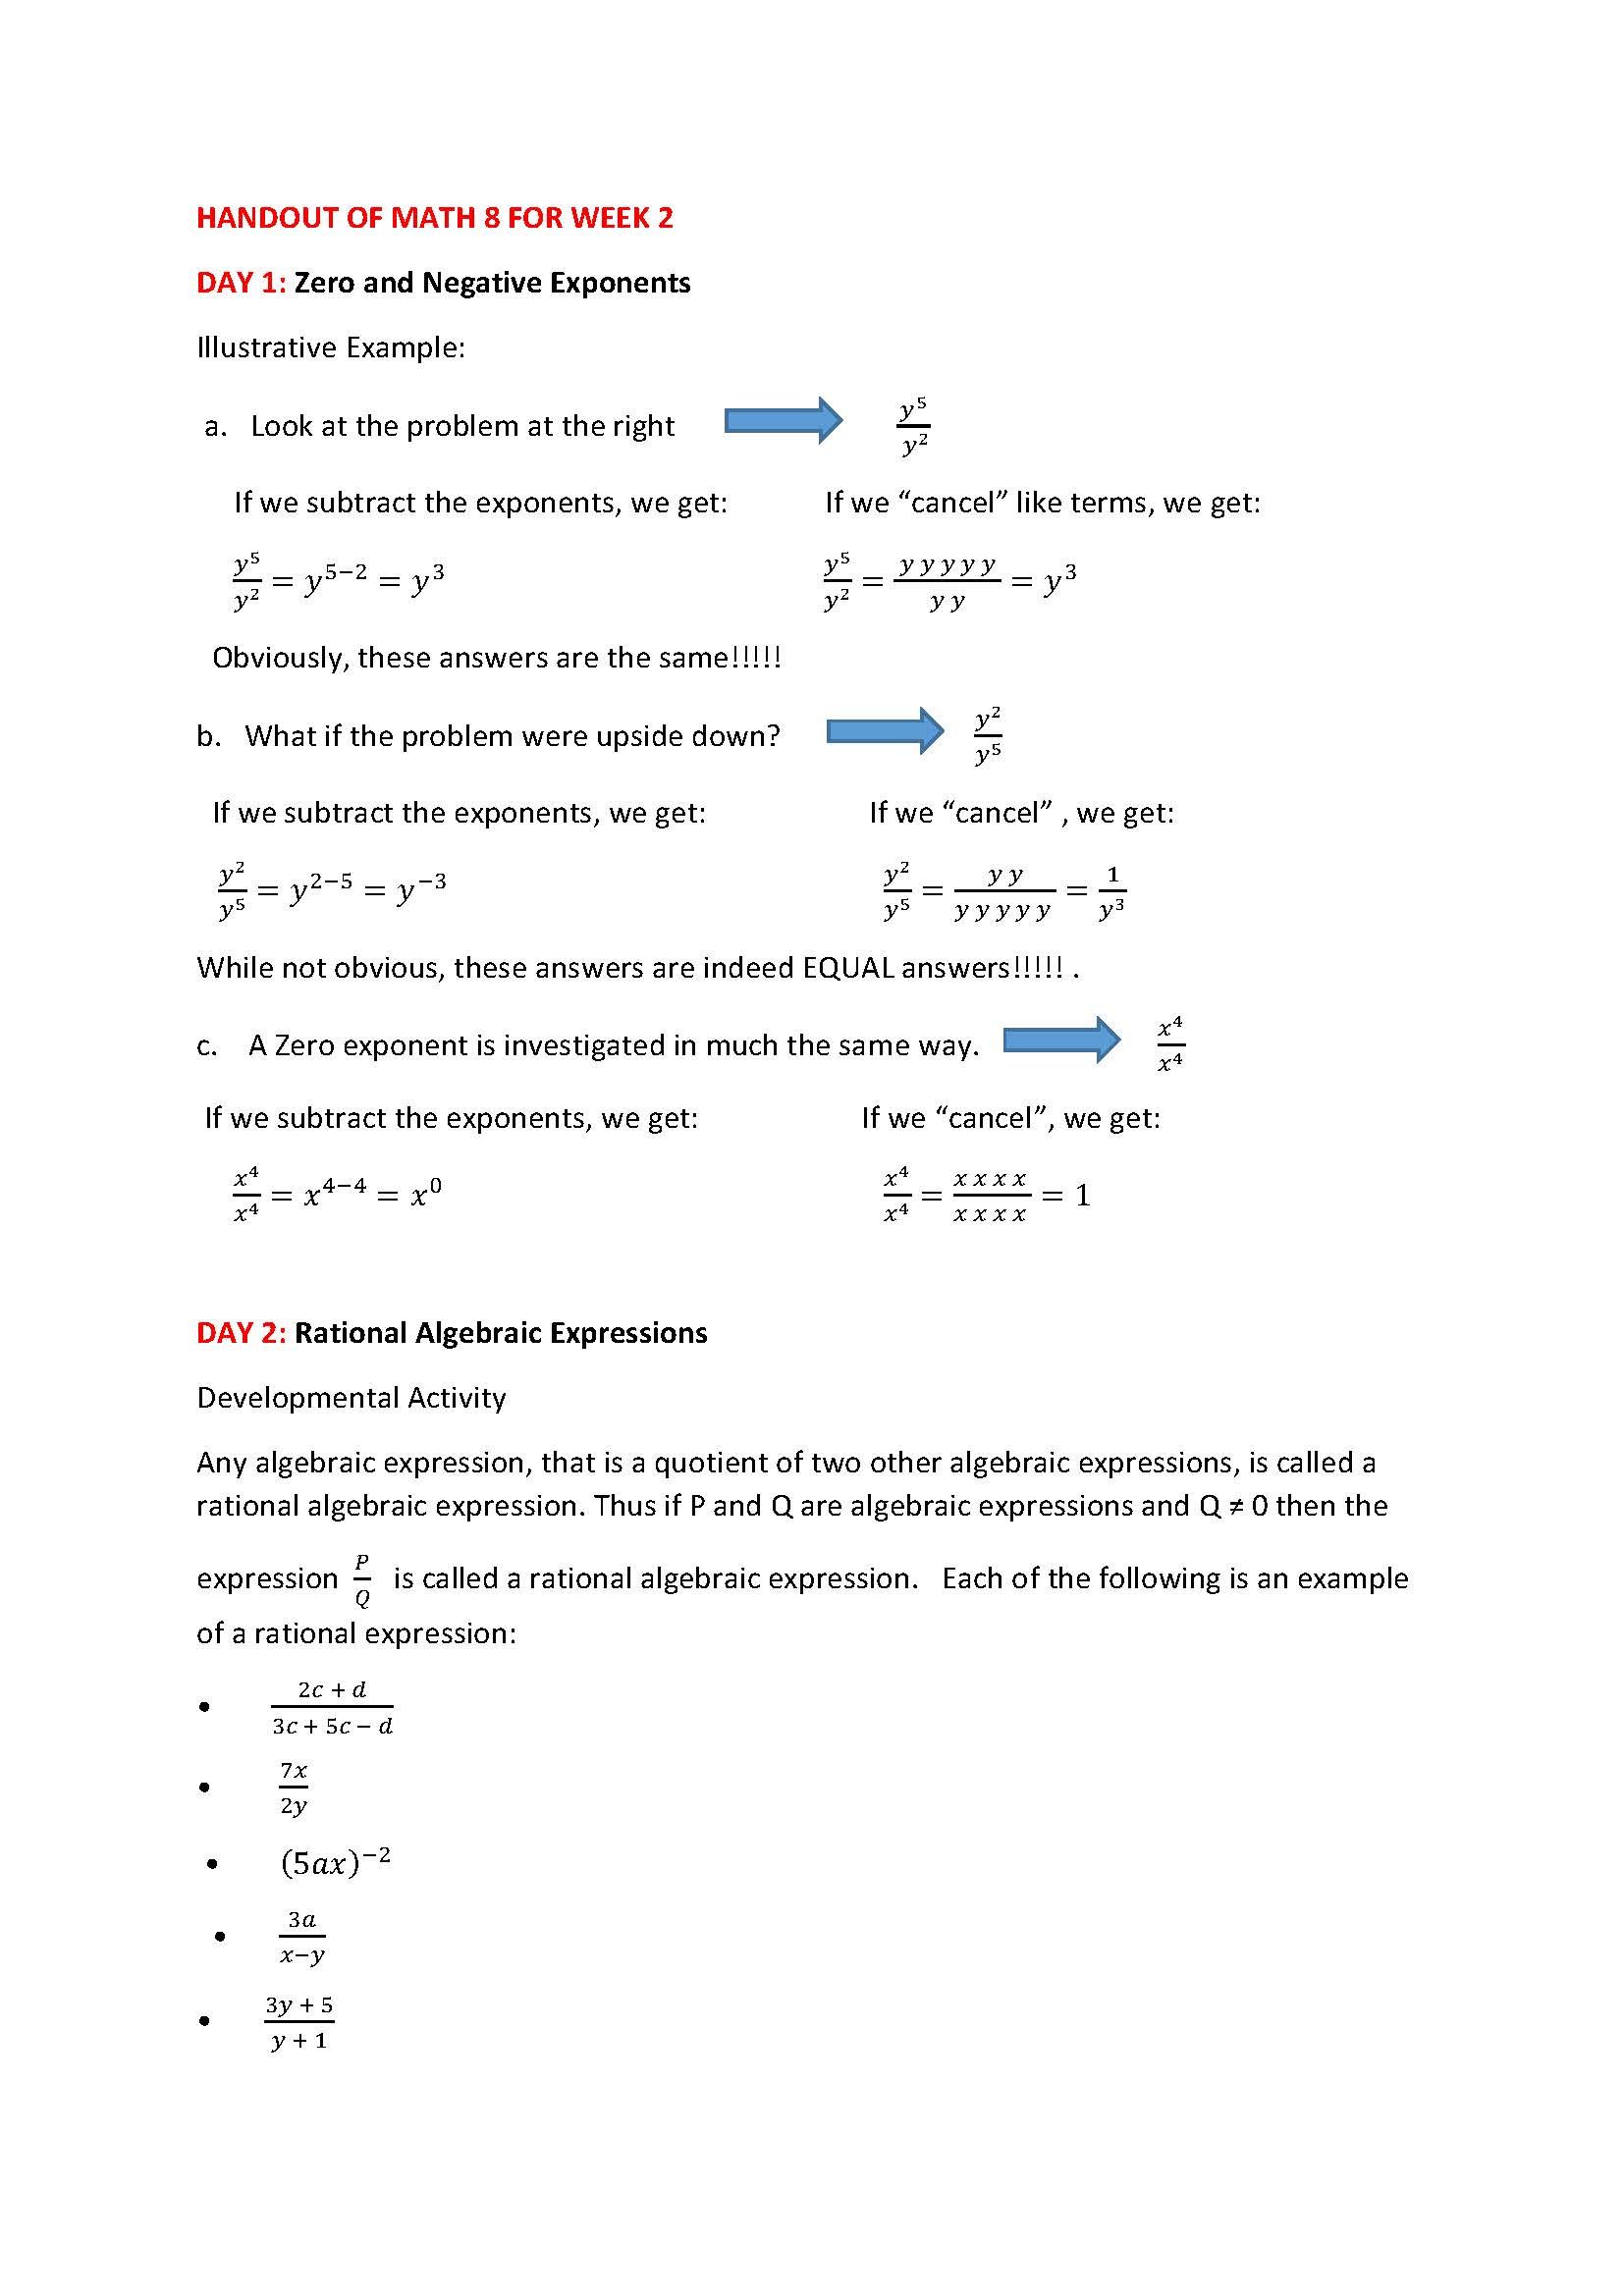 HANDOUT OF MATH 8 FOR WEEK 2
DAY 1: Zero and Negative Exponents
Illustrative Example:
a. Look at the problem at the right $\frac{y^5}{y^2}$
If we subtract the exponents, we get: If we “cancel” like terms, we get:
$\frac{y^5}{y^2} = y^{5-2} = y^3$ $\frac{y^5}{y^2} = \frac{y\,y\,y\,y\,y}{y\,y} = y^3$
Obviously, these answers are the same!!!!!
b. What if the problem were upside down? $\frac{y^2}{y^5}$
If we subtract the exponents, we get: If we “cancel” , we get:
$\frac{y^2}{y^5} = y^{2-5} = y^{-3}$ $\frac{y^2}{y^5} = \frac{y\,y}{y\,y\,y\,y\,y} = \frac{1}{y^3}$
While not obvious, these answers are indeed EQUAL answers!!!!! .
c. A Zero exponent is investigated in much the same way. $\frac{x^4}{x^4}$
If we subtract the exponents, we get: If we “cancel”, we get:
$\frac{x^4}{x^4} = x^{4-4} = x^0$ $\frac{x^4}{x^4} = \frac{x\,x\,x\,x}{x\,x\,x\,x} = 1$
DAY 2: Rational Algebraic Expressions
Developmental Activity
Any algebraic expression, that is a quotient of two other algebraic expressions, is called a
rational algebraic expression. Thus if P and Q are algebraic expressions and Q ≠ 0 then the
expression $\frac{P}{Q}$ is called a rational algebraic expression. Each of the following is an example
of a rational expression:
• $\frac{2c + d}{3c + 5c - d}$
• $\frac{7x}{2y}$
• $(5ax)^{-2}$
• $\frac{3a}{x-y}$
• $\frac{3y + 5}{y + 1}$